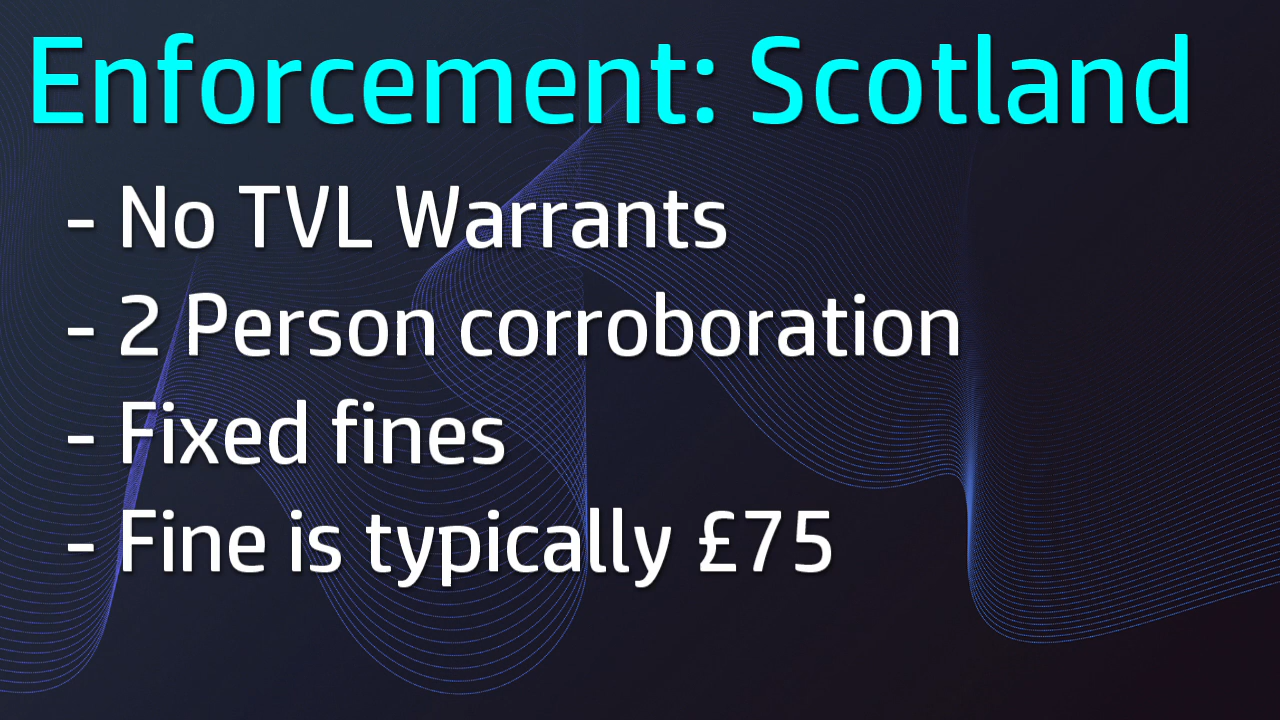 Enforcement: Scotland
- No TVL Warrants
- 2 Person corroboration
- Fixed fines
- Fine is typically £75